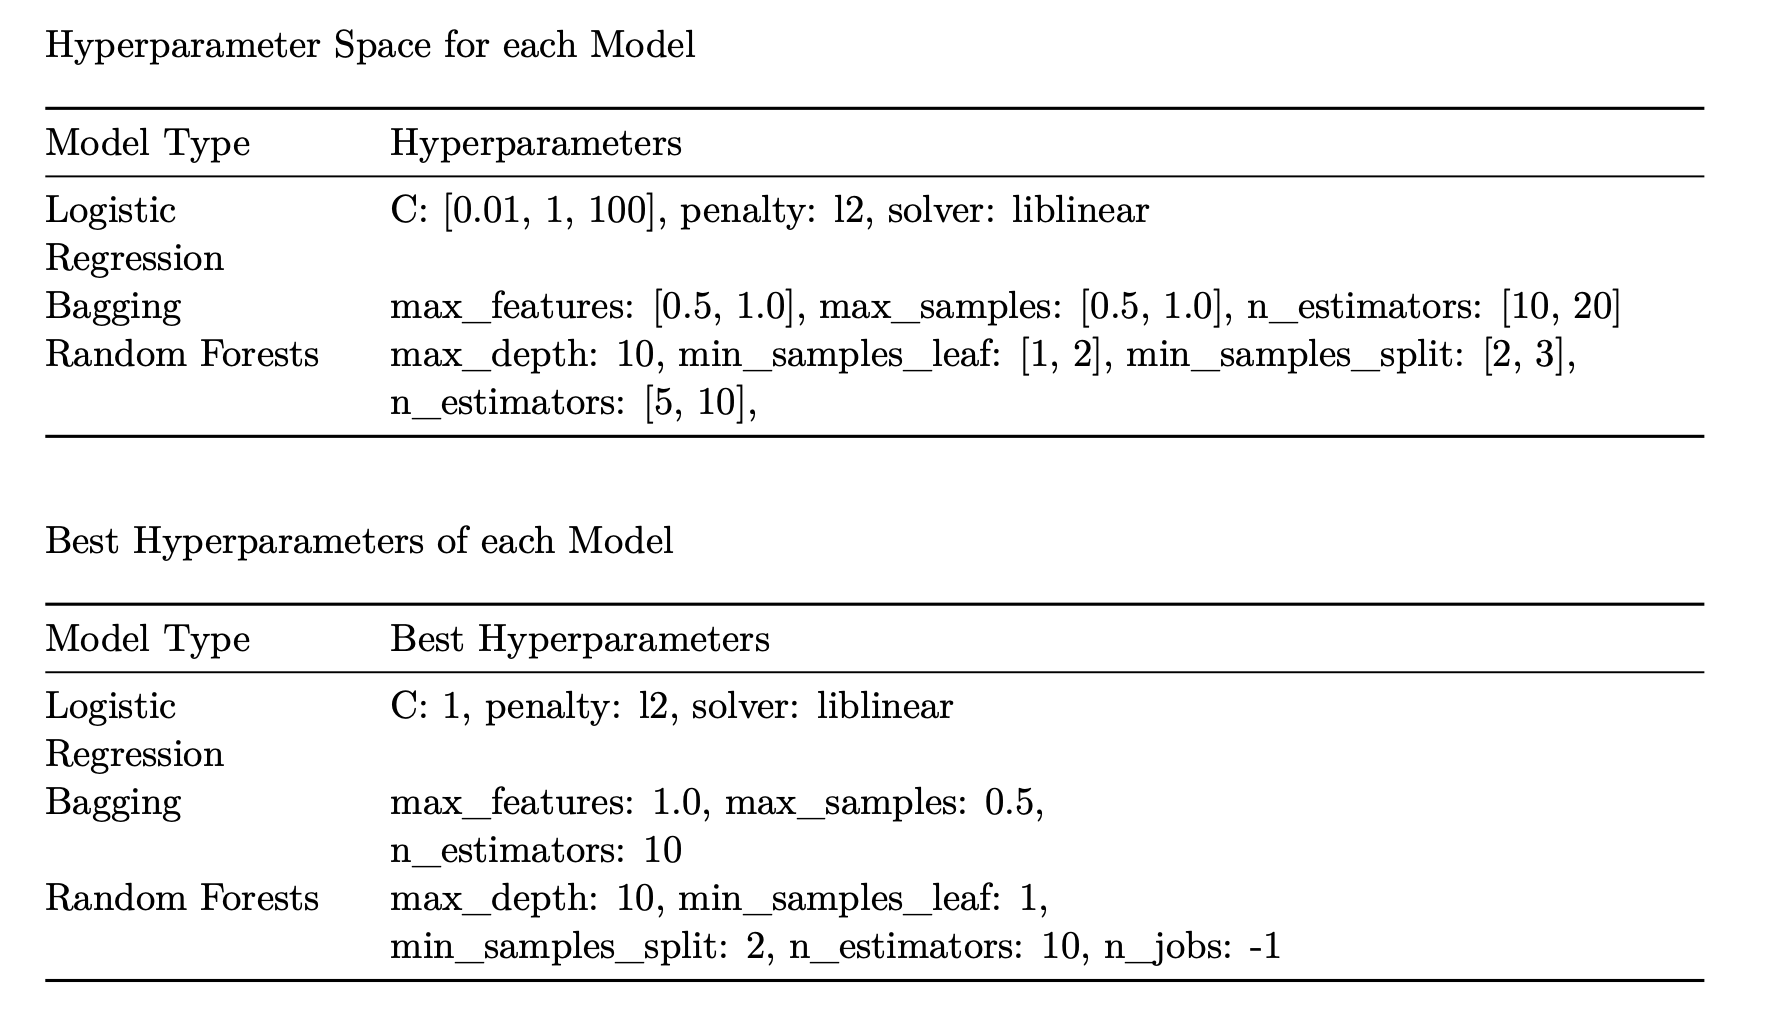 Hyperparameter Space for each Model
Model Type Hyperparameters
Logistic C: [0.01, 1, 100], penalty: l2, solver: liblinear
Regression
Bagging max_features: [0.5, 1.0], max_samples: [0.5, 1.0], n_estimators: [10, 20]
Random Forests max_depth: 10, min_samples_leaf: [1, 2], min_samples_split: [2, 3],
n_estimators: [5, 10],
Best Hyperparameters of each Model
Model Type Best Hyperparameters
Logistic C: 1, penalty: l2, solver: liblinear
Regression
Bagging max_features: 1.0, max_samples: 0.5,
n_estimators: 10
Random Forests max_depth: 10, min_samples_leaf: 1,
min_samples_split: 2, n_estimators: 10, n_jobs: -1